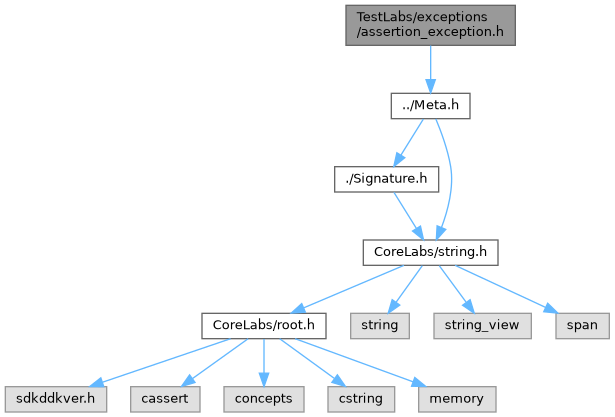 TestLabs/exceptions
/assertion_exception.h
../Meta.h
./Signature.h
CoreLabs/string.h
CoreLabs/root.h
string
string_view
span
sdkddkver.h
cassert
concepts
cstring
memory